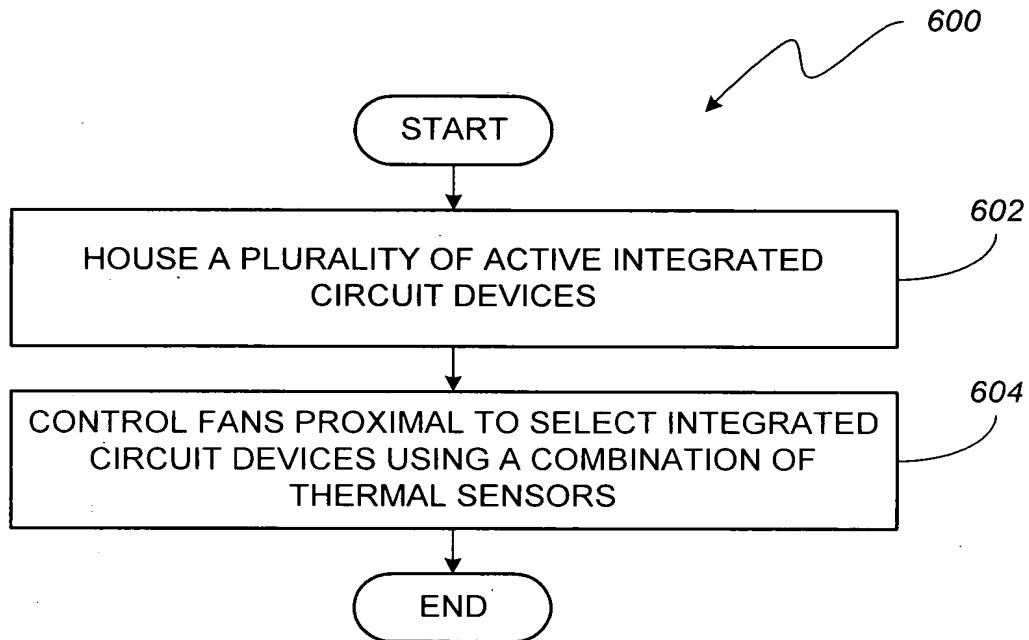 600
START
602
HOUSE A PLURALITY OF ACTIVE INTEGRATED
CIRCUIT DEVICES
604
CONTROL FANS PROXIMAL TO SELECT INTEGRATED
CIRCUIT DEVICES USING A COMBINATION OF
THERMAL SENSORS
END